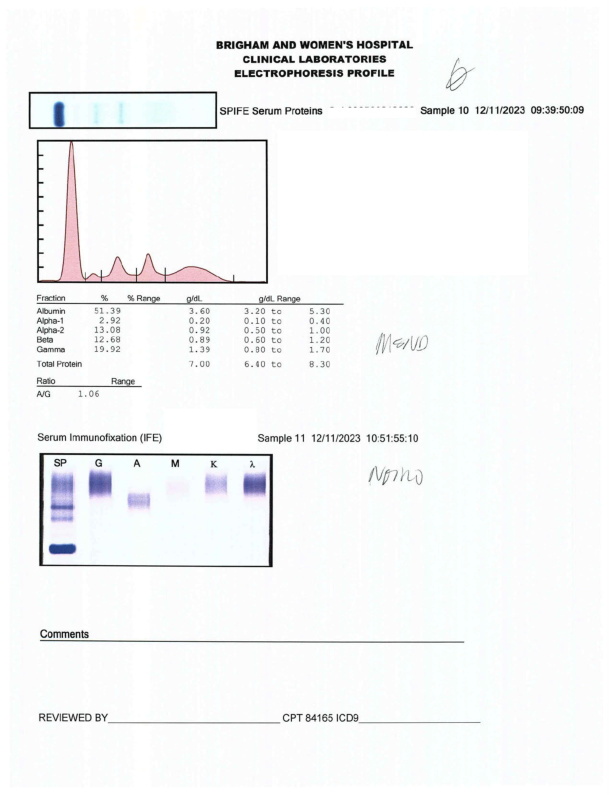 BRIGHAM AND WOMEN'S HOSPITAL
CLINICAL LABORATORIES
ELECTROPHORESIS PROFILE
SPIFE Serum Proteins Sample 10 12/11/2023 09:39:50:09
Fraction % % Range g/dL g/dL Range
Albumin 51.39 3.60 3.20 to 5.30
Alpha-1 2.92 0.20 0.10 to 0.40
Alpha-2 13.08 0.92 0.50 to 1.00
Beta 12.68 0.89 0.60 to 1.20
Gamma 19.92 1.39 0.80 to 1.70
Total Protein 7.00 6.40 to 8.30
Ratio Range
A/G 1.06
Serum Immunofixation (IFE) Sample 11 12/11/2023 10:51:55:10
SP G A M K λ
Comments
REVIEWED BY CPT 84165 ICD9